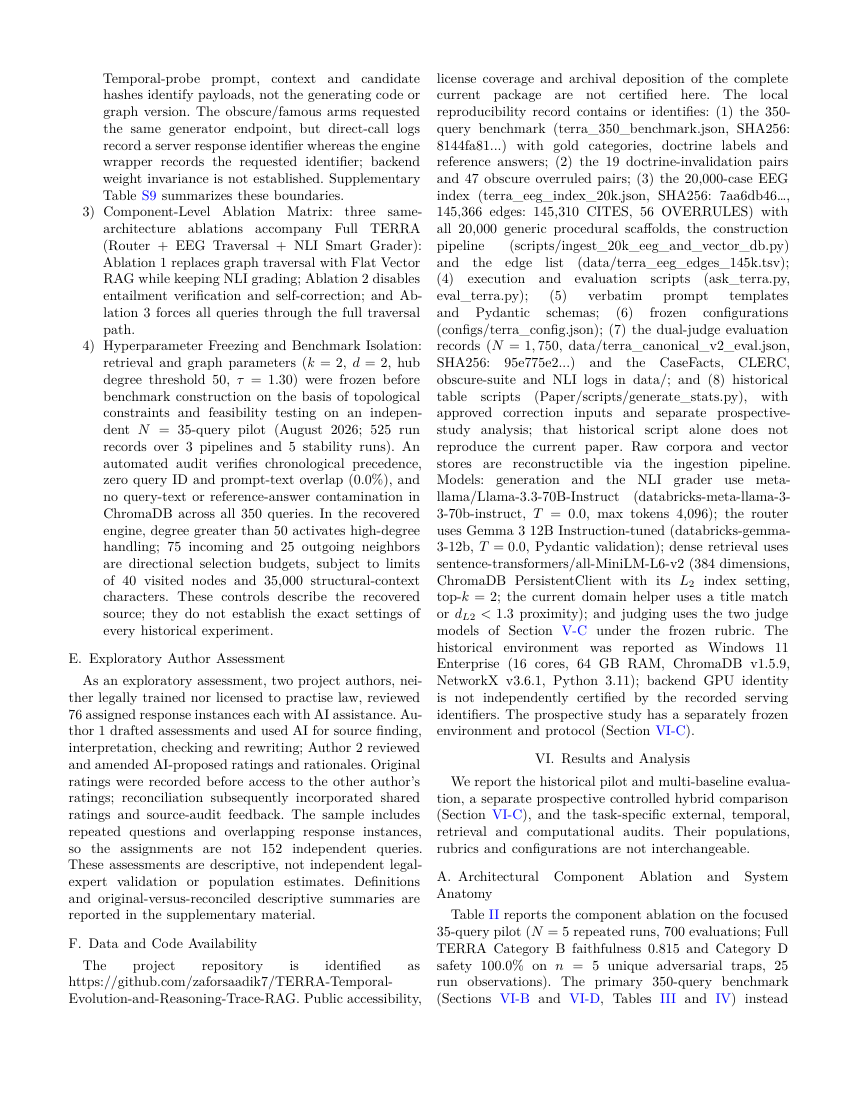 Temporal-probe prompt, context and candidate
hashes identify payloads, not the generating code or
graph version. The obscure/famous arms requested
the same generator endpoint, but direct-call logs
record a server response identifier whereas the engine
wrapper records the requested identifier; backend
weight invariance is not established. Supplementary
Table S9 summarizes these boundaries.
3) Component-Level Ablation Matrix: three same-
architecture ablations accompany Full TERRA
(Router + EEG Traversal + NLI Smart Grader):
Ablation 1 replaces graph traversal with Flat Vector
RAG while keeping NLI grading; Ablation 2 disables
entailment verification and self-correction; and Ab-
lation 3 forces all queries through the full traversal
path.
4) Hyperparameter Freezing and Benchmark Isolation:
retrieval and graph parameters (k = 2, d = 2, hub
degree threshold 50, τ = 1.30) were frozen before
benchmark construction on the basis of topological
constraints and feasibility testing on an indepen-
dent N = 35-query pilot (August 2026; 525 run
records over 3 pipelines and 5 stability runs). An
automated audit verifies chronological precedence,
zero query ID and prompt-text overlap (0.0%), and
no query-text or reference-answer contamination in
ChromaDB across all 350 queries. In the recovered
engine, degree greater than 50 activates high-degree
handling; 75 incoming and 25 outgoing neighbors
are directional selection budgets, subject to limits
of 40 visited nodes and 35,000 structural-context
characters. These controls describe the recovered
source; they do not establish the exact settings of
every historical experiment.
E. Exploratory Author Assessment
As an exploratory assessment, two project authors, nei-
ther legally trained nor licensed to practise law, reviewed
76 assigned response instances each with AI assistance. Au-
thor 1 drafted assessments and used AI for source finding,
interpretation, checking and rewriting; Author 2 reviewed
and amended AI-proposed ratings and rationales. Original
ratings were recorded before access to the other author's
ratings; reconciliation subsequently incorporated shared
ratings and source-audit feedback. The sample includes
repeated questions and overlapping response instances,
so the assignments are not 152 independent queries.
These assessments are descriptive, not independent legal-
expert validation or population estimates. Definitions
and original-versus-reconciled descriptive summaries are
reported in the supplementary material.
F. Data and Code Availability
The project repository is identified as
https://github.com/zaforsaadik7/TERRA-Temporal-
Evolution-and-Reasoning-Trace-RAG. Public accessibility,
license coverage and archival deposition of the complete
current package are not certified here. The local
reproducibility record contains or identifies: (1) the 350-
query benchmark (terra_350_benchmark.json, SHA256:
8144fa81...) with gold categories, doctrine labels and
reference answers; (2) the 19 doctrine-invalidation pairs
and 47 obscure overruled pairs; (3) the 20,000-case EEG
index (terra_eeg_index_20k.json, SHA256: 7aa6db46...,
145,366 edges: 145,310 CITES, 56 OVERRULES) with
all 20,000 generic procedural scaffolds, the construction
pipeline (scripts/ingest_20k_eeg_and_vector_db.py)
and the edge list (data/terra_eeg_edges_145k.tsv);
(4) execution and evaluation scripts (ask_terra.py,
eval_terra.py); (5) verbatim prompt templates
and Pydantic schemas; (6) frozen configurations
(configs/terra_config.json); (7) the dual-judge evaluation
records (N = 1, 750, data/terra_canonical_v2_eval.json,
SHA256: 95e775e2...) and the CaseFacts, CLERC,
obscure-suite and NLI logs in data/; and (8) historical
table scripts (Paper/scripts/generate_stats.py), with
approved correction inputs and separate prospective-
study analysis; that historical script alone does not
reproduce the current paper. Raw corpora and vector
stores are reconstructible via the ingestion pipeline.
Models: generation and the NLI grader use meta-
llama/Llama-3.3-70B-Instruct (databricks-meta-llama-3-
3-70b-instruct, T = 0.0, max tokens 4,096); the router
uses Gemma 3 12B Instruction-tuned (databricks-gemma-
3-12b, T = 0.0, Pydantic validation); dense retrieval uses
sentence-transformers/all-MiniLM-L6-v2 (384 dimensions,
ChromaDB PersistentClient with its L2 index setting,
top-k = 2; the current domain helper uses a title match
or dL2 < 1.3 proximity); and judging uses the two judge
models of Section V-C under the frozen rubric. The
historical environment was reported as Windows 11
Enterprise (16 cores, 64 GB RAM, ChromaDB v1.5.9,
NetworkX v3.6.1, Python 3.11); backend GPU identity
is not independently certified by the recorded serving
identifiers. The prospective study has a separately frozen
environment and protocol (Section VI-C).
VI. Results and Analysis
We report the historical pilot and multi-baseline evalua-
tion, a separate prospective controlled hybrid comparison
(Section VI-C), and the task-specific external, temporal,
retrieval and computational audits. Their populations,
rubrics and configurations are not interchangeable.
A. Architectural Component Ablation and System
Anatomy
Table II reports the component ablation on the focused
35-query pilot (N = 5 repeated runs, 700 evaluations; Full
TERRA Category B faithfulness 0.815 and Category D
safety 100.0% on n = 5 unique adversarial traps, 25
run observations). The primary 350-query benchmark
(Sections VI-B and VI-D, Tables III and IV) instead